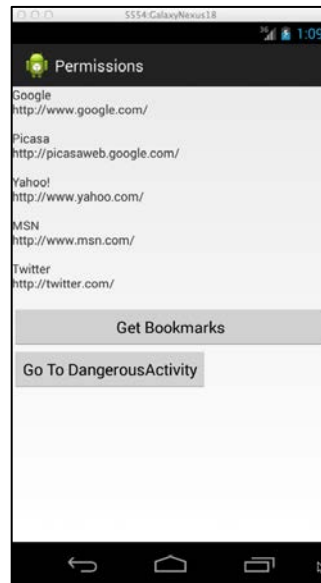 5554:GalaxyNexus18
3G 1:09
Permissions
Google
http://www.google.com/
Picasa
http://picasaweb.google.com/
Yahoo!
http://www.yahoo.com/
MSN
http://www.msn.com/
Twitter
http://twitter.com/
Get Bookmarks
Go To DangerousActivity